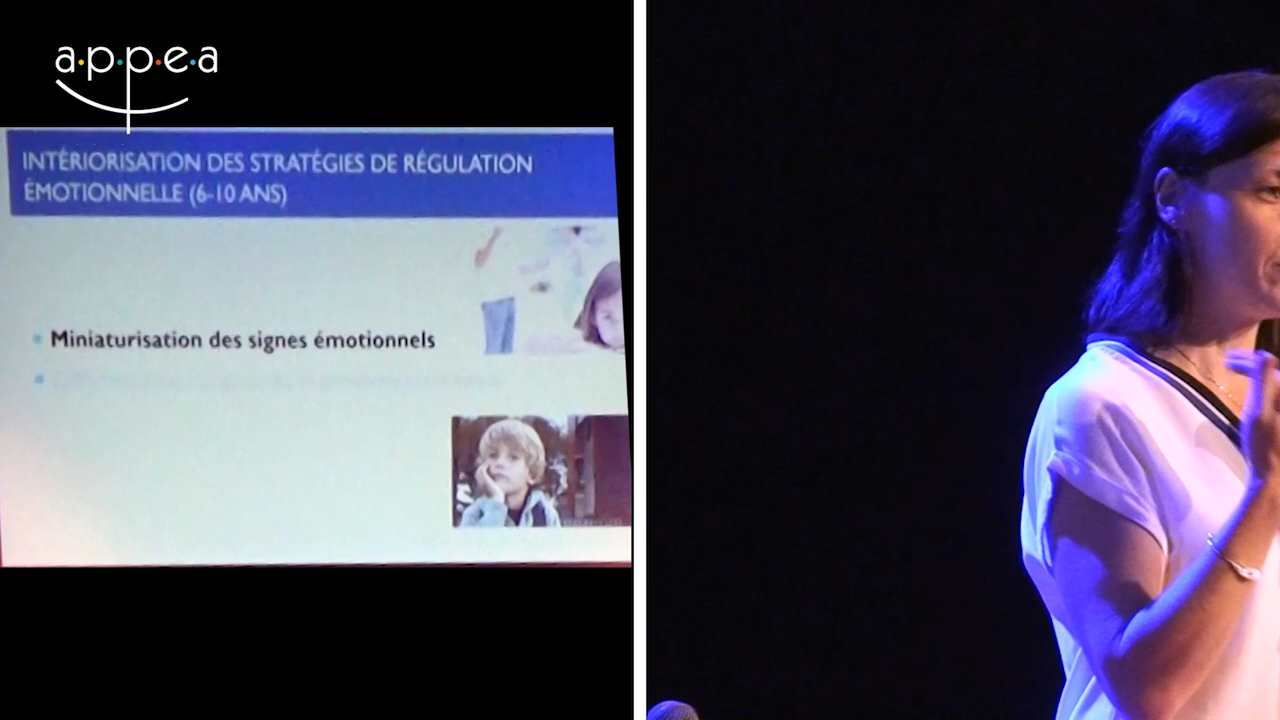 a·p·p·e·a
INTÉRIORISATION DES STRATÉGIES DE RÉGULATION
ÉMOTIONNELLE (6-10 ANS)
Miniaturisation des signes émotionnels